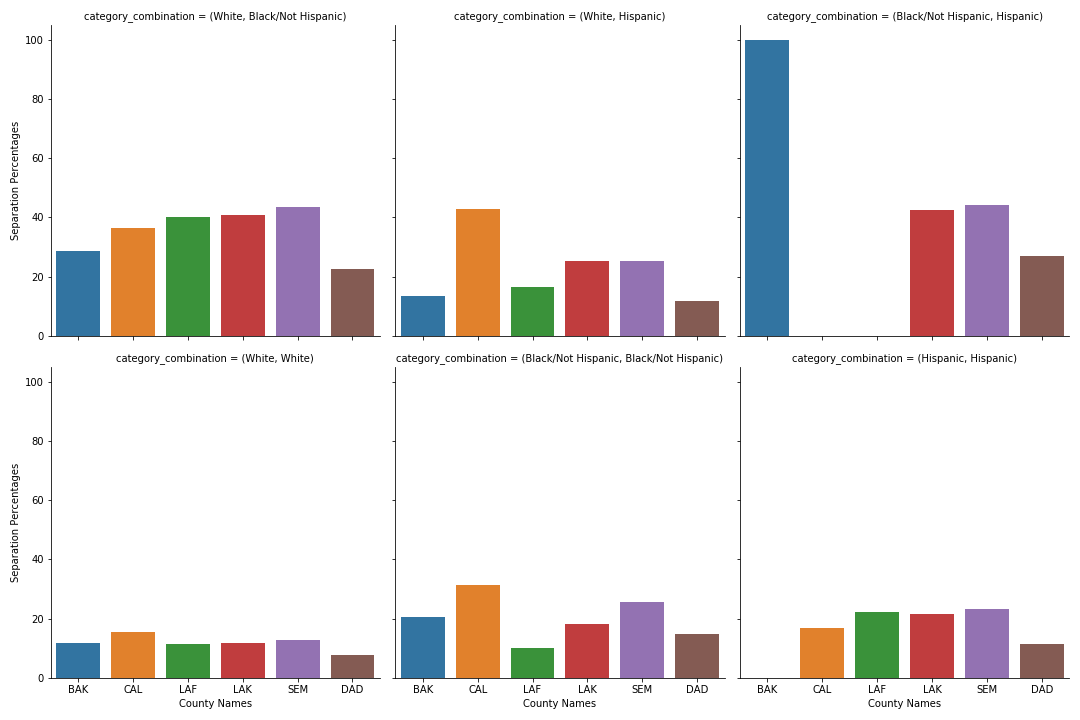 category_combination = (White, Black/Not Hispanic)
category_combination = (White, Hispanic)
category_combination = (Black/Not Hispanic, Hispanic)
100
80
60
40
20
0
Separation Percentages
category_combination = (White, White)
category_combination = (Black/Not Hispanic, Black/Not Hispanic)
category_combination = (Hispanic, Hispanic)
100
80
60
40
20
0
Separation Percentages
BAK CAL LAF LAK SEM DAD
County Names
BAK CAL LAF LAK SEM DAD
County Names
BAK CAL LAF LAK SEM DAD
County Names